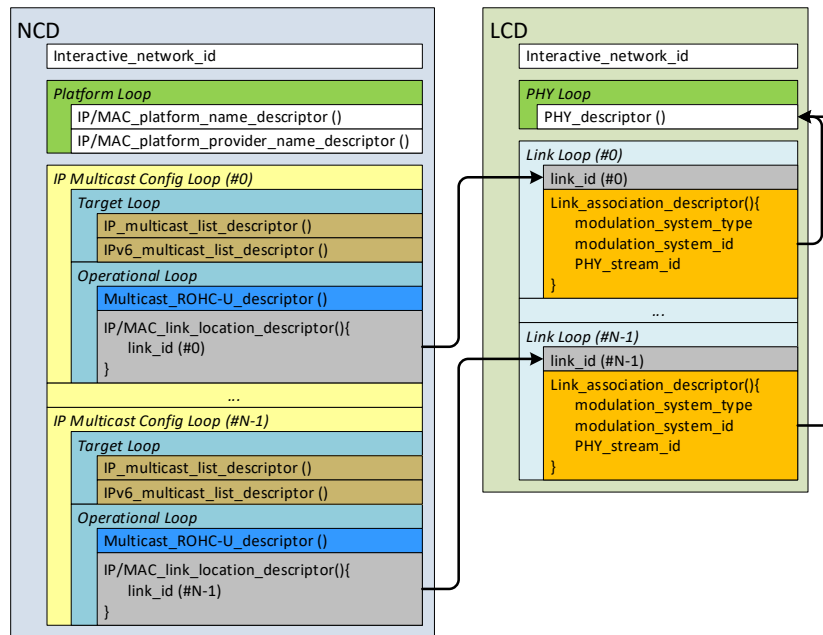 NCD
Interactive_network_id
Platform Loop
IP/MAC_platform_name_descriptor ()
IP/MAC_platform_provider_name_descriptor ()
IP Multicast Config Loop (#0)
Target Loop
IP_multicast_list_descriptor ()
IPv6_multicast_list_descriptor ()
Operational Loop
Multicast_ROHC-U_descriptor ()
IP/MAC_link_location_descriptor(){
link_id (#0)
}
...
IP Multicast Config Loop (#N-1)
Target Loop
IP_multicast_list_descriptor ()
IPv6_multicast_list_descriptor ()
Operational Loop
Multicast_ROHC-U_descriptor ()
IP/MAC_link_location_descriptor(){
link_id (#N-1)
}
LCD
Interactive_network_id
PHY Loop
PHY_descriptor ()
Link Loop (#0)
link_id (#0)
Link_association_descriptor(){
modulation_system_type
modulation_system_id
PHY_stream_id
}
...
Link Loop (#N-1)
link_id (#N-1)
Link_association_descriptor(){
modulation_system_type
modulation_system_id
PHY_stream_id
}